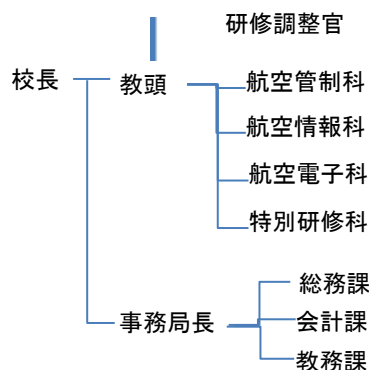 研修調整官
校長
教頭
航空管制科
航空情報科
航空電子科
特別研修科
事務局長
総務課
会計課
教務課